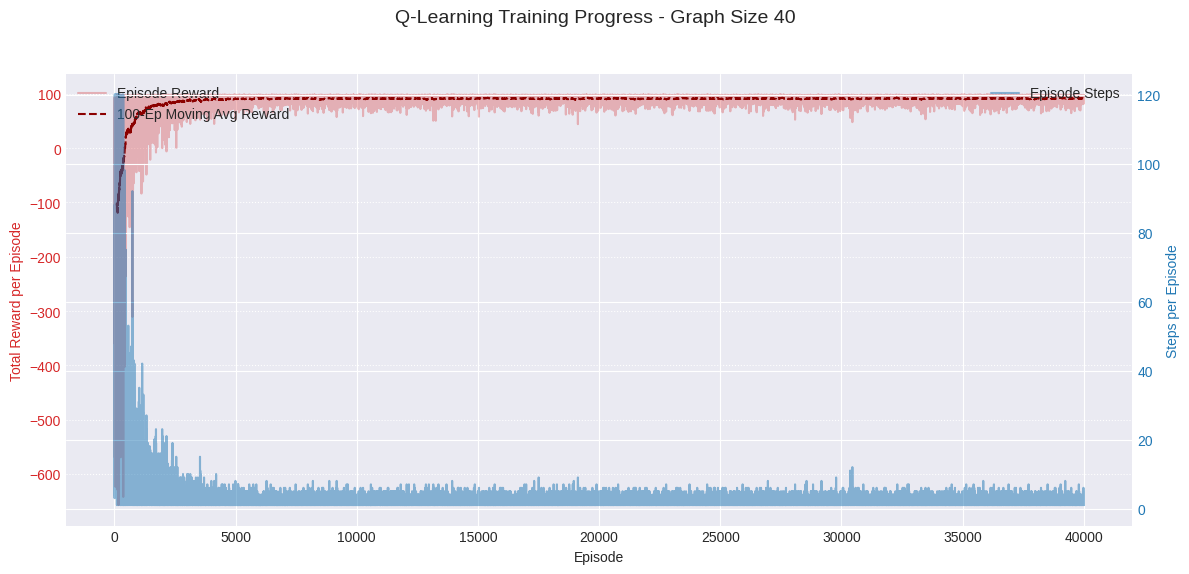 Q-Learning Training Progress - Graph Size 40
Episode Reward
100-Ep Moving Avg Reward
Episode Steps
Total Reward per Episode
100
0
−100
−200
−300
−400
−500
−600
120
100
80
60
40
20
0
Steps per Episode
0 5000 10000 15000 20000 25000 30000 35000 40000
Episode